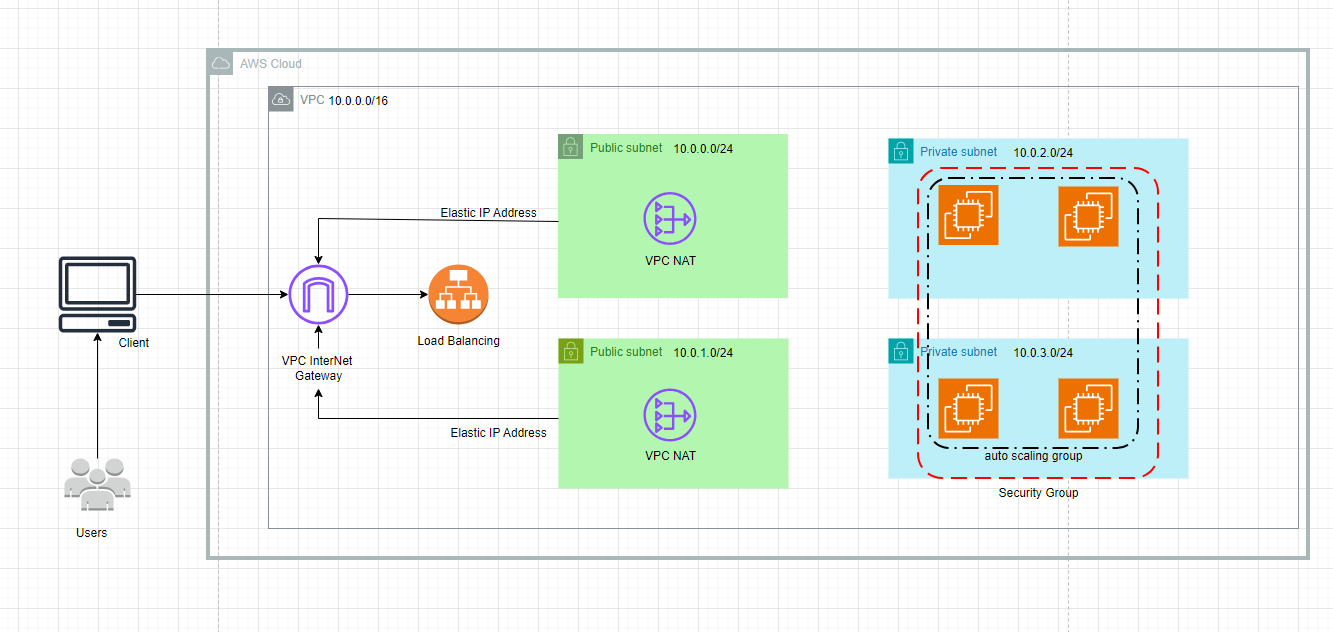 AWS Cloud
VPC 10.0.0.0/16
Public subnet 10.0.0.0/24
Private subnet 10.0.2.0/24
Elastic IP Address
VPC NAT
Client
Load Balancing
VPC InterNet
Gateway
Public subnet 10.0.1.0/24
Private subnet 10.0.3.0/24
Elastic IP Address
VPC NAT
auto scaling group
Security Group
Users